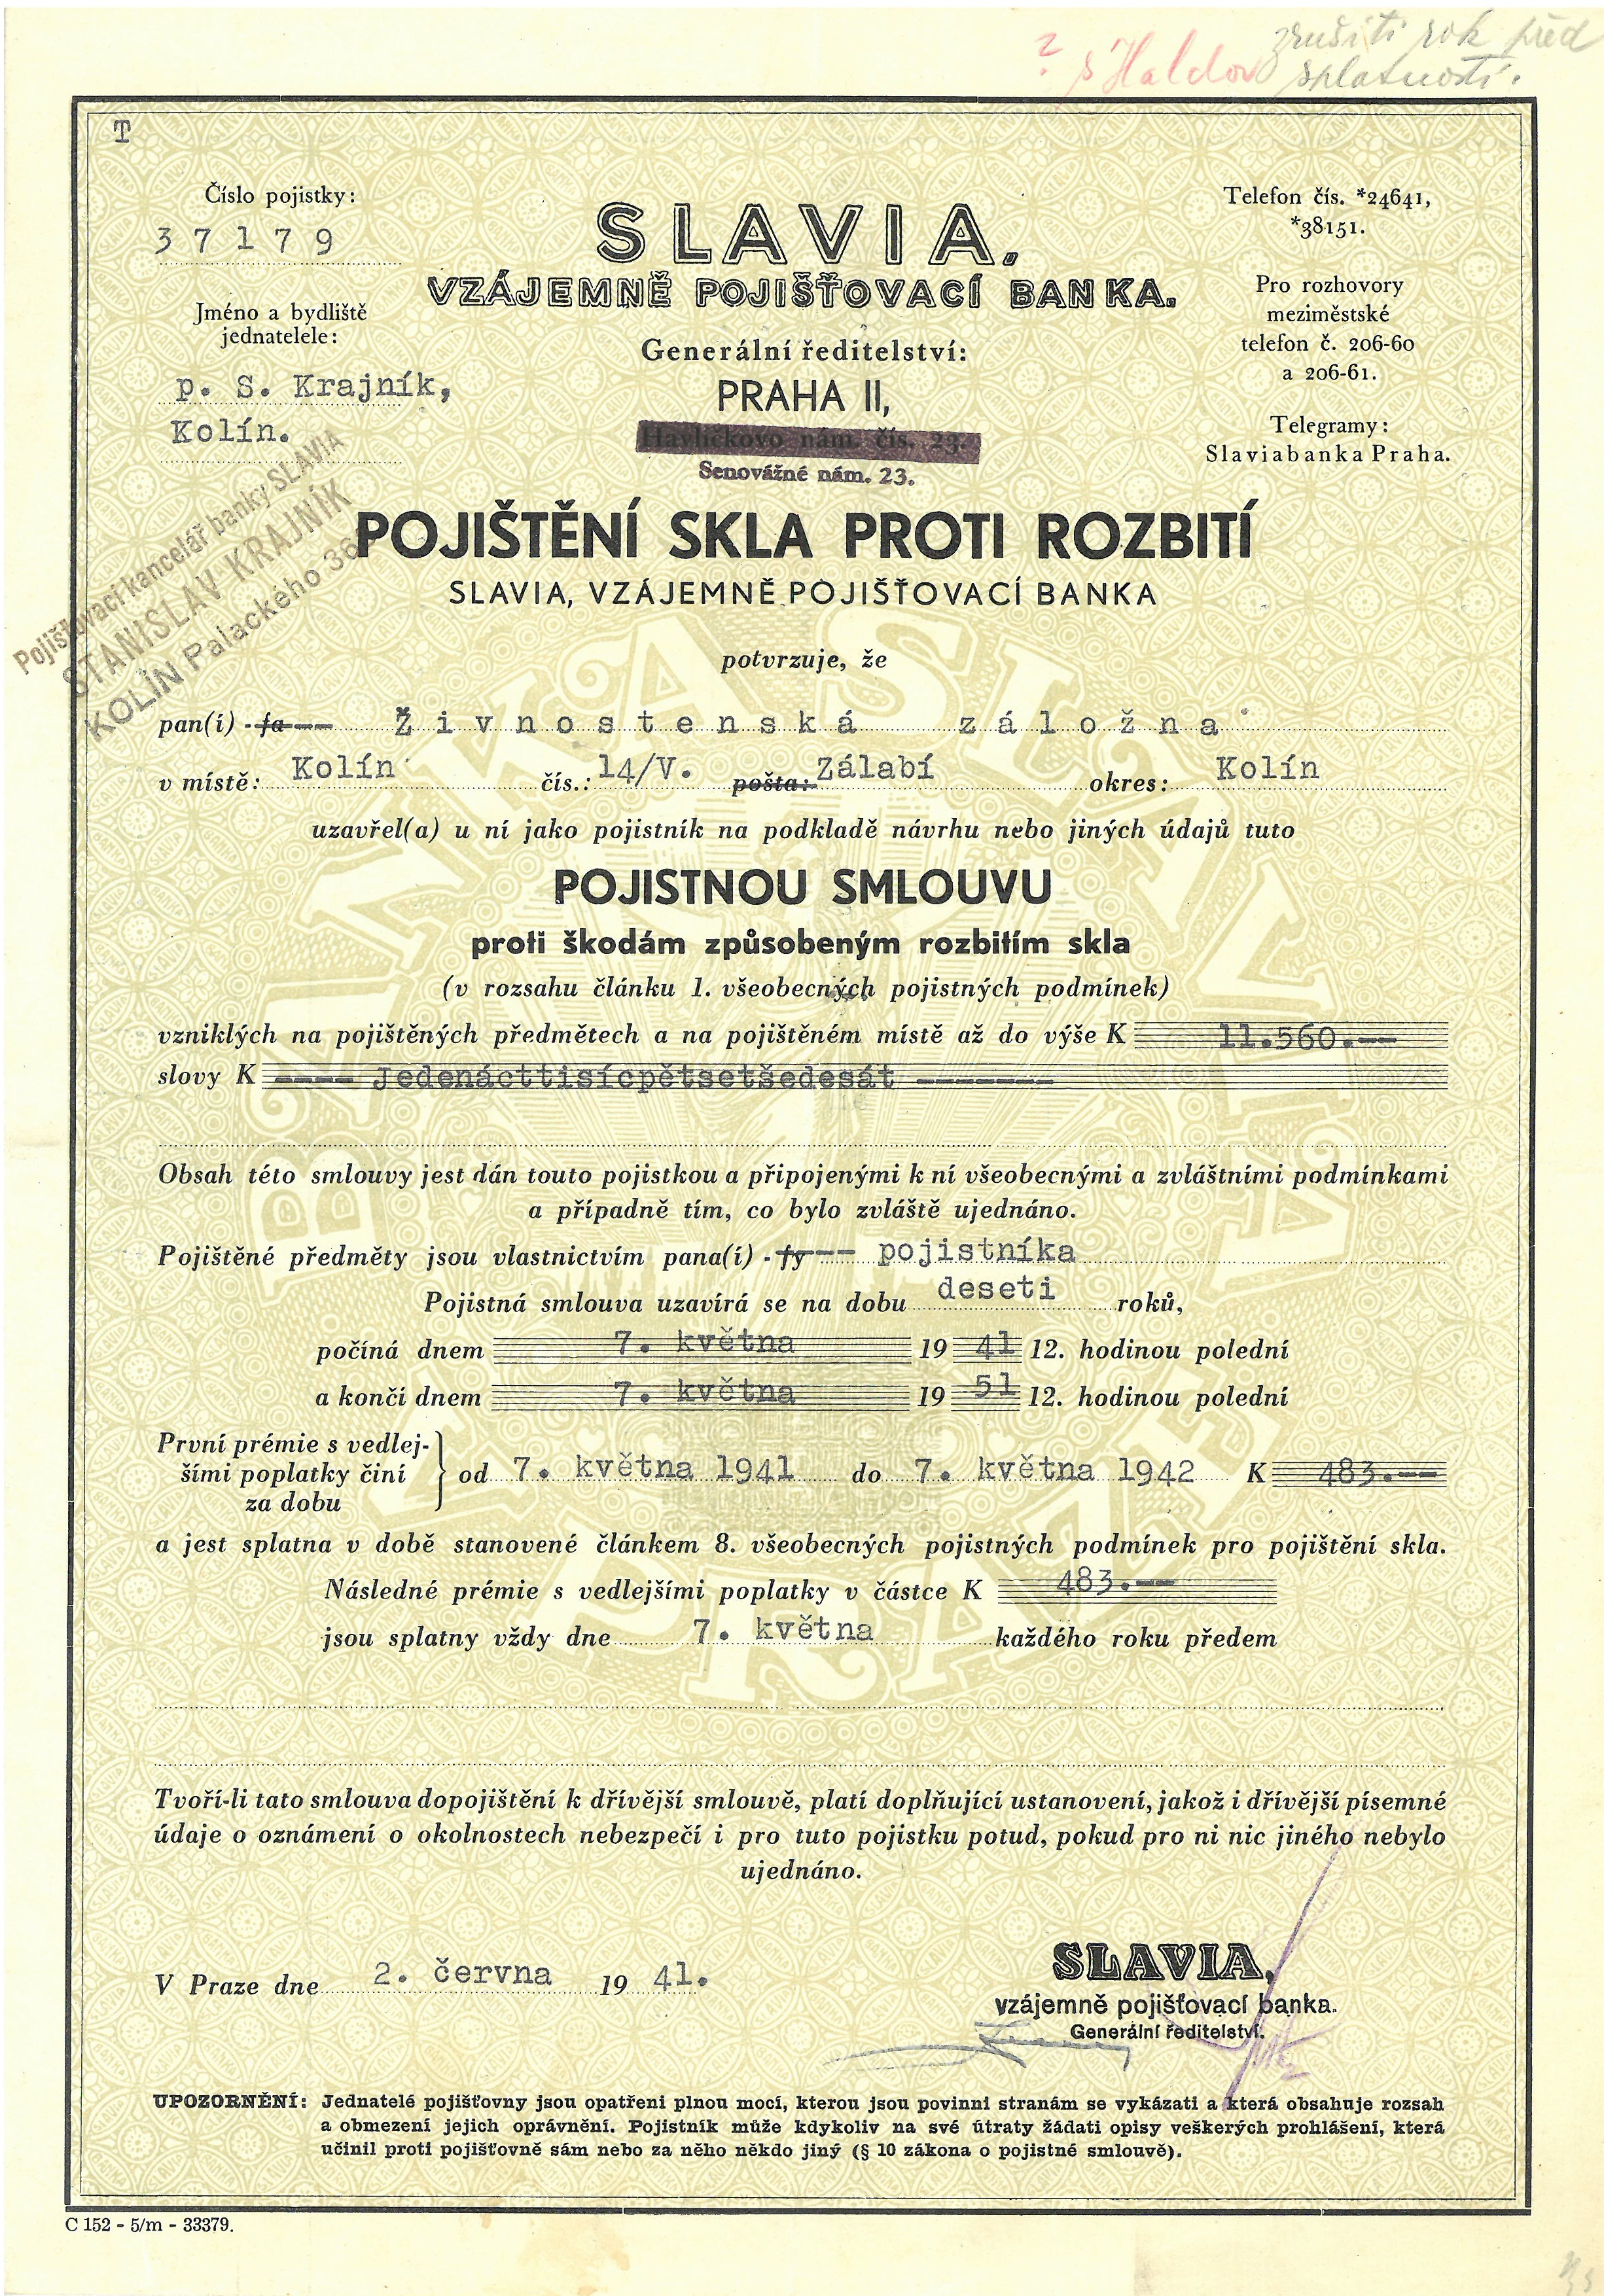 zrušiti rok před
splatností.
?
T
Číslo pojistky:
37179
Jméno a bydliště
jednatelele:
p. S. Krajník,
Kolín.
SLAVIA,
VZÁJEMNĚ POJIŠŤOVACÍ BANKA.
Generální ředitelství:
PRAHA II,
Havlíčkovo nám. čís. 23.
Senovážné nám. 23.
Telefon čís. *24641,
*38151.
Pro rozhovory
meziměstské
telefon č. 206-60
a 206-61.
Telegramy:
Slaviabanka Praha.
Pojišťovací kancelář banky SLAVIA
STANISLAV KRAJNÍK
KOLÍN Palackého 36
POJIŠTĚNÍ SKLA PROTI ROZBITÍ
SLAVIA, VZÁJEMNĚ POJIŠŤOVACÍ BANKA
potvrzuje, že
pan(í) - fa --- Živnostenská záložna
v místě: Kolín čís.: 14/V. pošta: Zálabí okres: Kolín
uzavřel(a) u ní jako pojistník na podkladě návrhu nebo jiných údajů tuto
POJISTNOU SMLOUVU
proti škodám způsobeným rozbitím skla
(v rozsahu článku 1. všeobecných pojistných podmínek)
vzniklých na pojištěných předmětech a na pojištěném místě až do výše K 11.560.--
slovy K ---- Jedenácttisícpětsetšedesát -------
Obsah této smlouvy jest dán touto pojistkou a připojenými k ní všeobecnými a zvláštními podmínkami
a případně tím, co bylo zvláště ujednáno.
Pojištěné předměty jsou vlastnictvím pana(í) - fy --- pojistníka
Pojistná smlouva uzavírá se na dobu deseti roků,
počíná dnem 7. května 19 41 12. hodinou polední
a končí dnem 7. května 19 51 12. hodinou polední
První prémie s vedlej-
šími poplatky činí
za dobu
od 7. května 1941 do 7. května 1942 K 483.--
a jest splatna v době stanovené článkem 8. všeobecných pojistných podmínek pro pojištění skla.
Následné prémie s vedlejšími poplatky v částce K 483.--
jsou splatny vždy dne 7. května každého roku předem
Tvoří-li tato smlouva dopojištění k dřívější smlouvě, platí doplňující ustanovení, jakož i dřívější písemné
údaje o oznámení o okolnostech nebezpečí i pro tuto pojistku potud, pokud pro ni nic jiného nebylo
ujednáno.
V Praze dne 2. června 19 41.
SLAVIA,
vzájemně pojišťovací banka.
Generální ředitelství.
UPOZORNĚNÍ: Jednatelé pojišťovny jsou opatřeni plnou mocí, kterou jsou povinni stranám se vykázati a která obsahuje rozsah
a obmezení jejich oprávnění. Pojistník může kdykoliv na své útraty žádati opisy veškerých prohlášení, která
učinil proti pojišťovně sám nebo za něho někdo jiný (§ 10 zákona o pojistné smlouvě).
C 152 - 5/m - 33379.
BANKA SLAVIA
V PRAZE